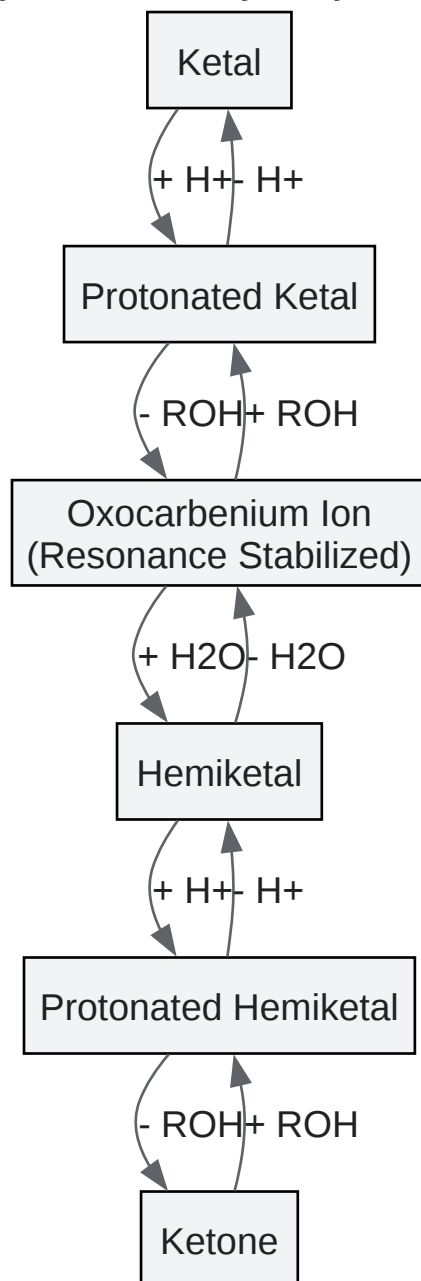 Ketal
+ H+
- H+
Protonated Ketal
- ROH
+ ROH
Oxocarbenium Ion
(Resonance Stabilized)
+ H2O
- H2O
Hemiketal
+ H+
- H+
Protonated Hemiketal
- ROH
+ ROH
Ketone